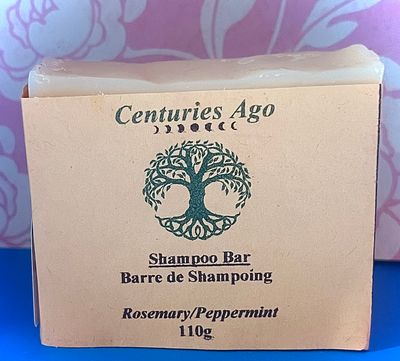 Centuries Ago
Shampoo Bar
Barre de Shampoing
Rosemary/Peppermint
110g